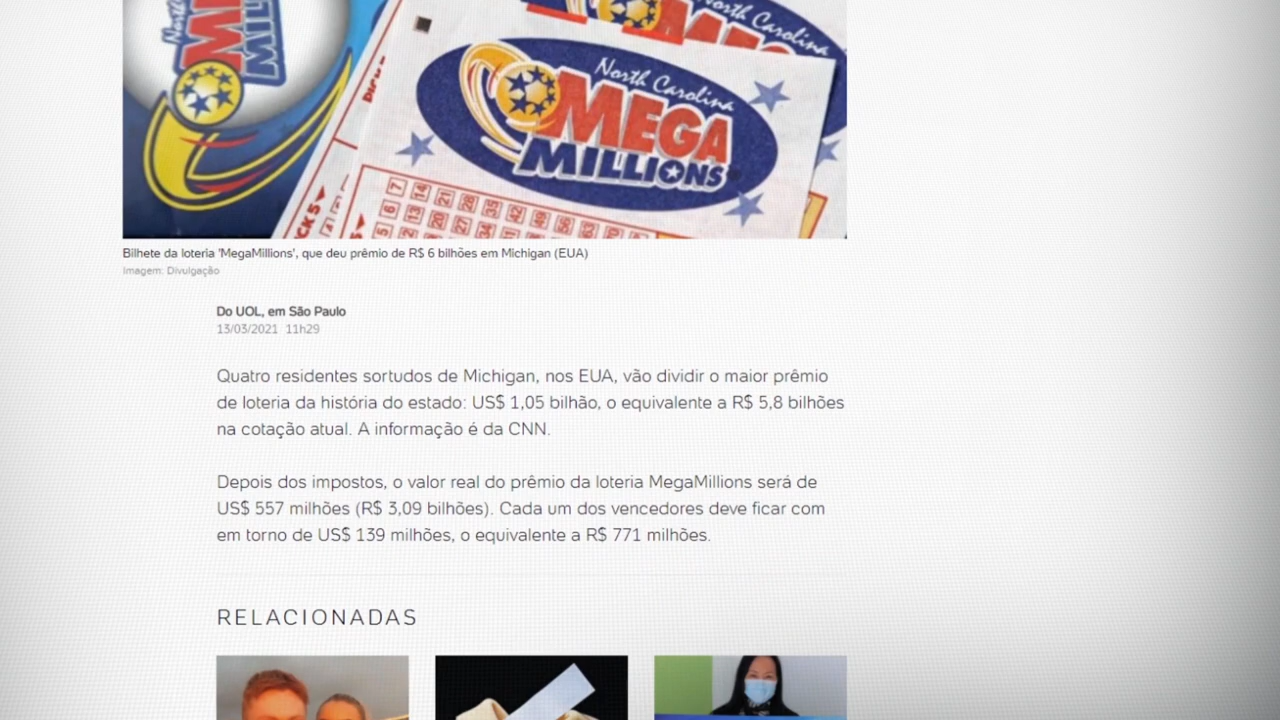 North Carolina
MEGA
MILLIONS
Bilhete da loteria 'MegaMillions', que deu prêmio de R$ 6 bilhões em Michigan (EUA)
Imagem: Divulgação
Do UOL, em São Paulo
13/03/2021 11h29
Quatro residentes sortudos de Michigan, nos EUA, vão dividir o maior prêmio
de loteria da história do estado: US$ 1,05 bilhão, o equivalente a R$ 5,8 bilhões
na cotação atual. A informação é da CNN.
Depois dos impostos, o valor real do prêmio da loteria MegaMillions será de
US$ 557 milhões (R$ 3,09 bilhões). Cada um dos vencedores deve ficar com
em torno de US$ 139 milhões, o equivalente a R$ 771 milhões.
RELACIONADAS